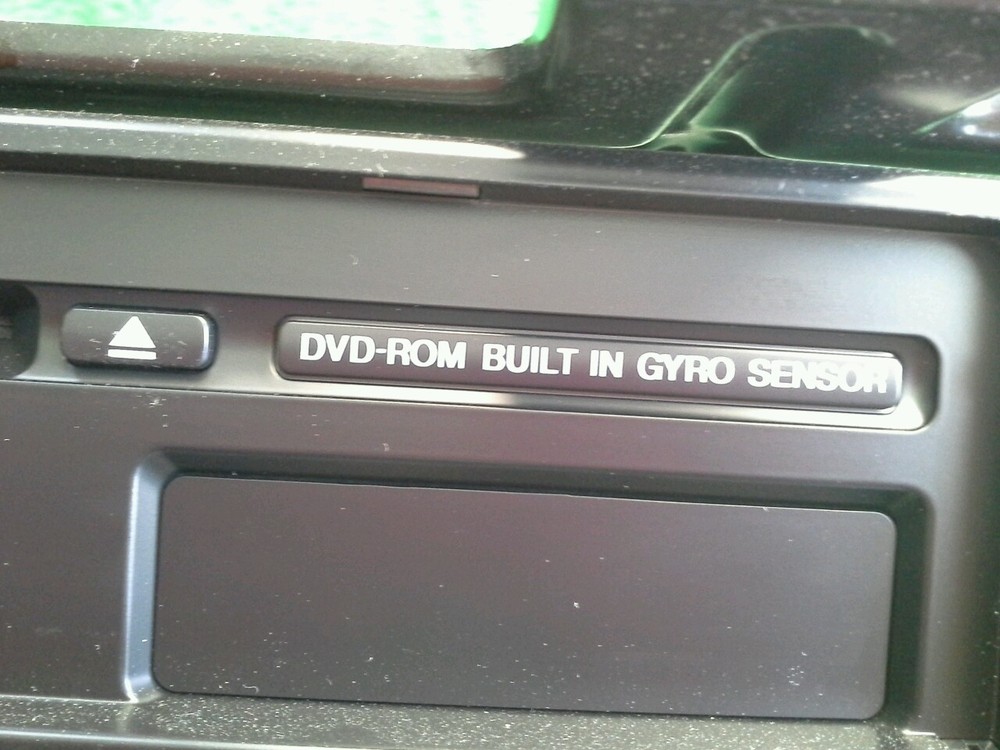 DVD-ROM BUILT IN GYRO SENSOR